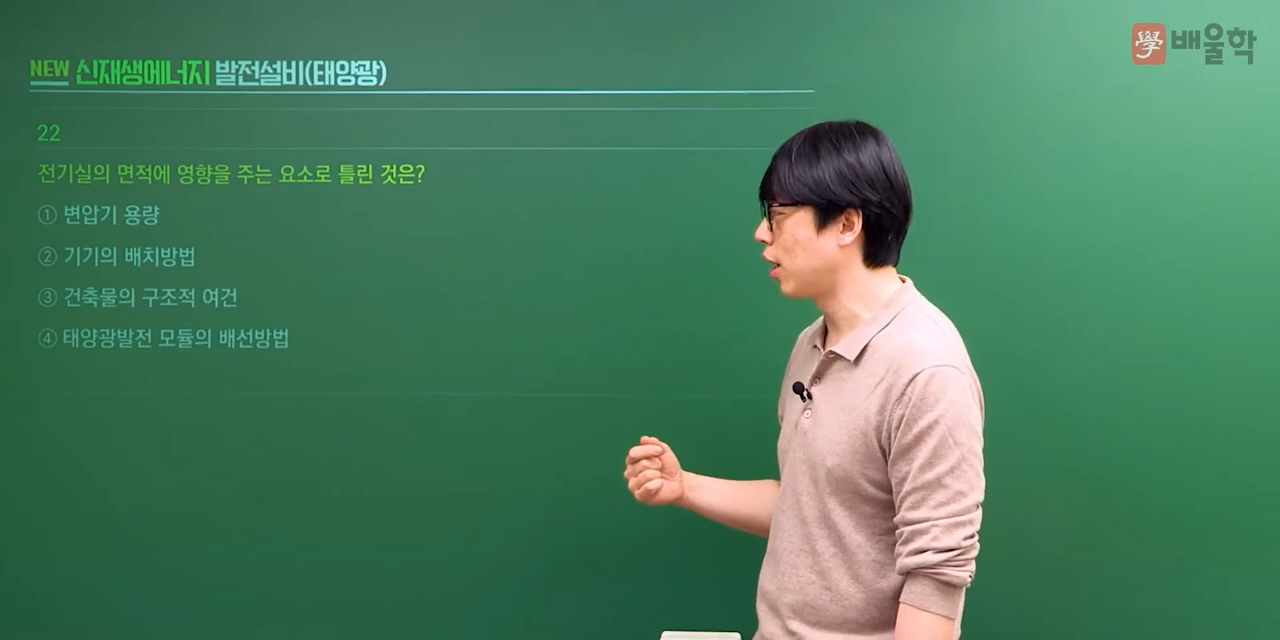 學 배울학
NEW 신재생에너지 발전설비(태양광)
22
전기실의 면적에 영향을 주는 요소로 틀린 것은?
① 변압기 용량
② 기기의 배치방법
③ 건축물의 구조적 여건
④ 태양광발전 모듈의 배선방법